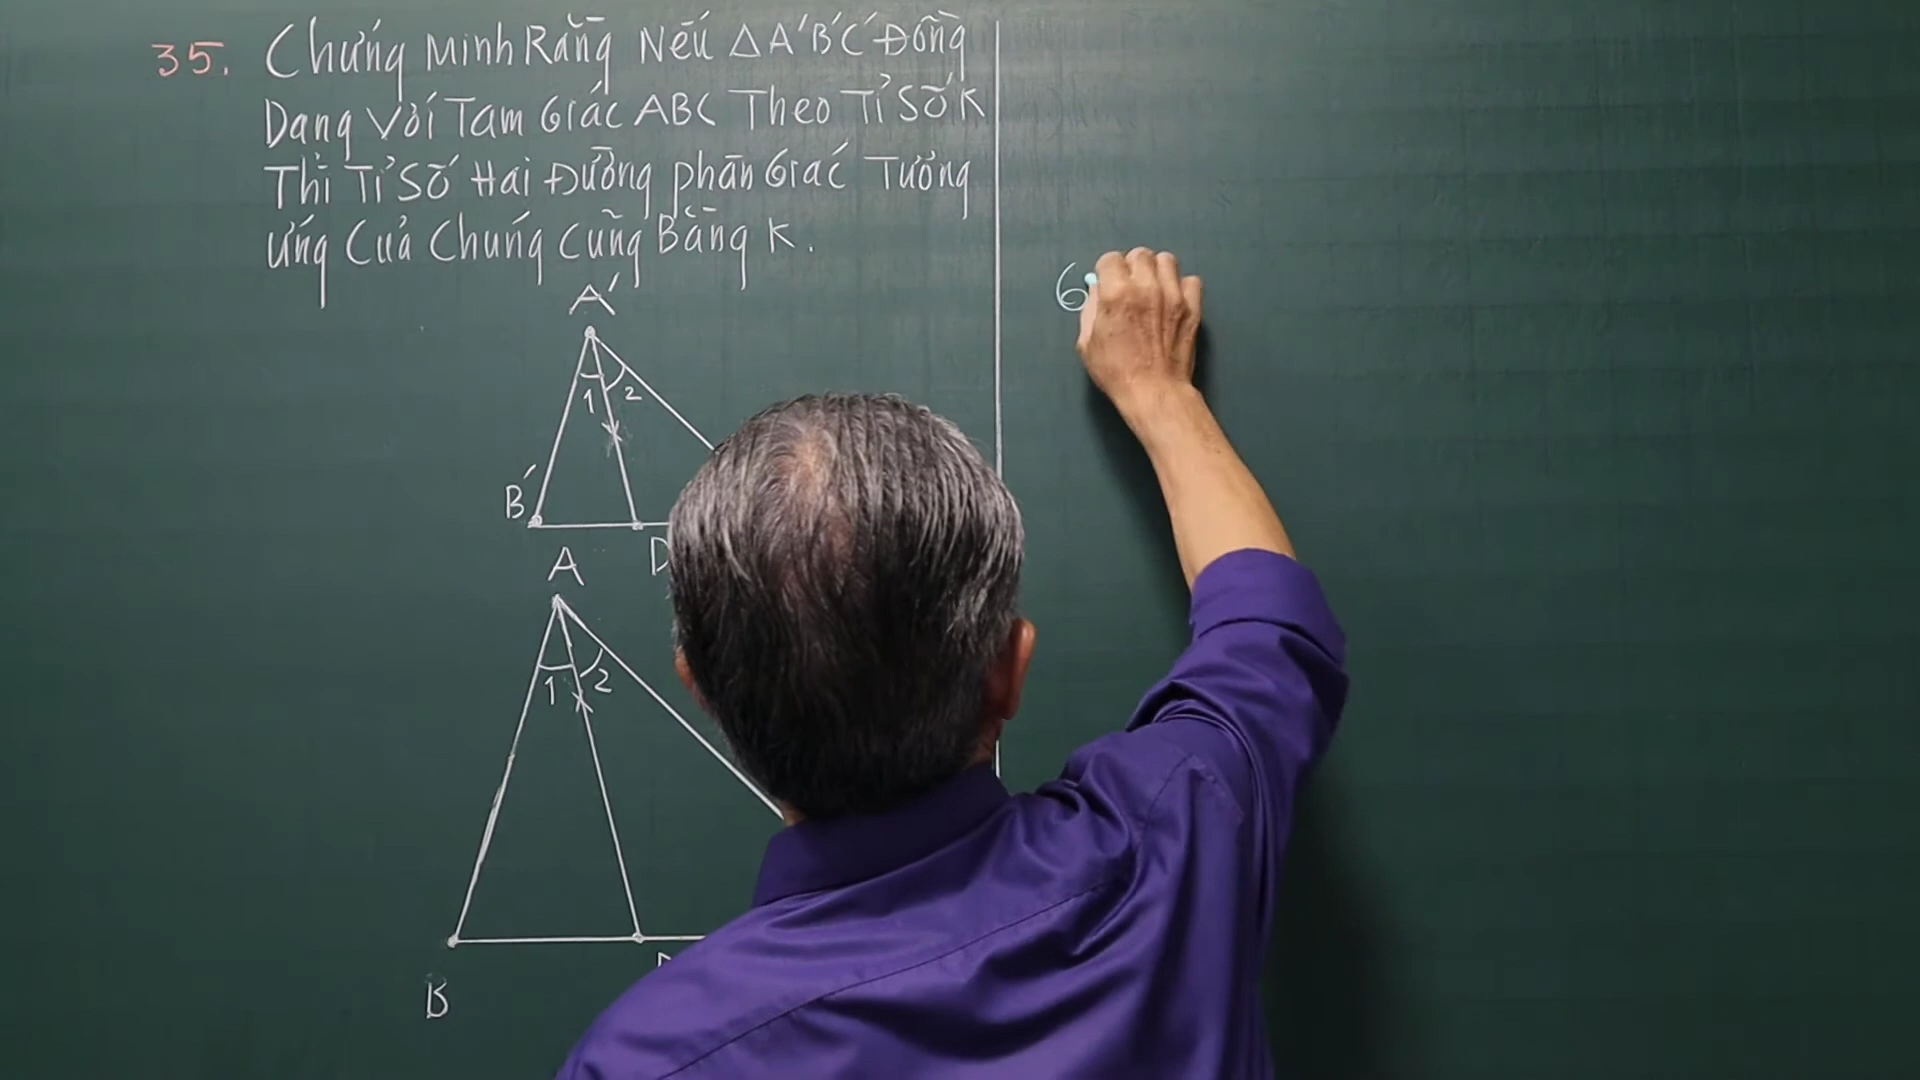 35. Chứng Minh Rằng Nếu △A'B'C' Đồng
Dạng Với Tam Giác ABC Theo Tỉ Số K
Thì Tỉ Số Hai Đường phân Giác Tương
ứng Của Chúng Cũng Bằng K.
A'
1 2
B'
D
A
1 2
B